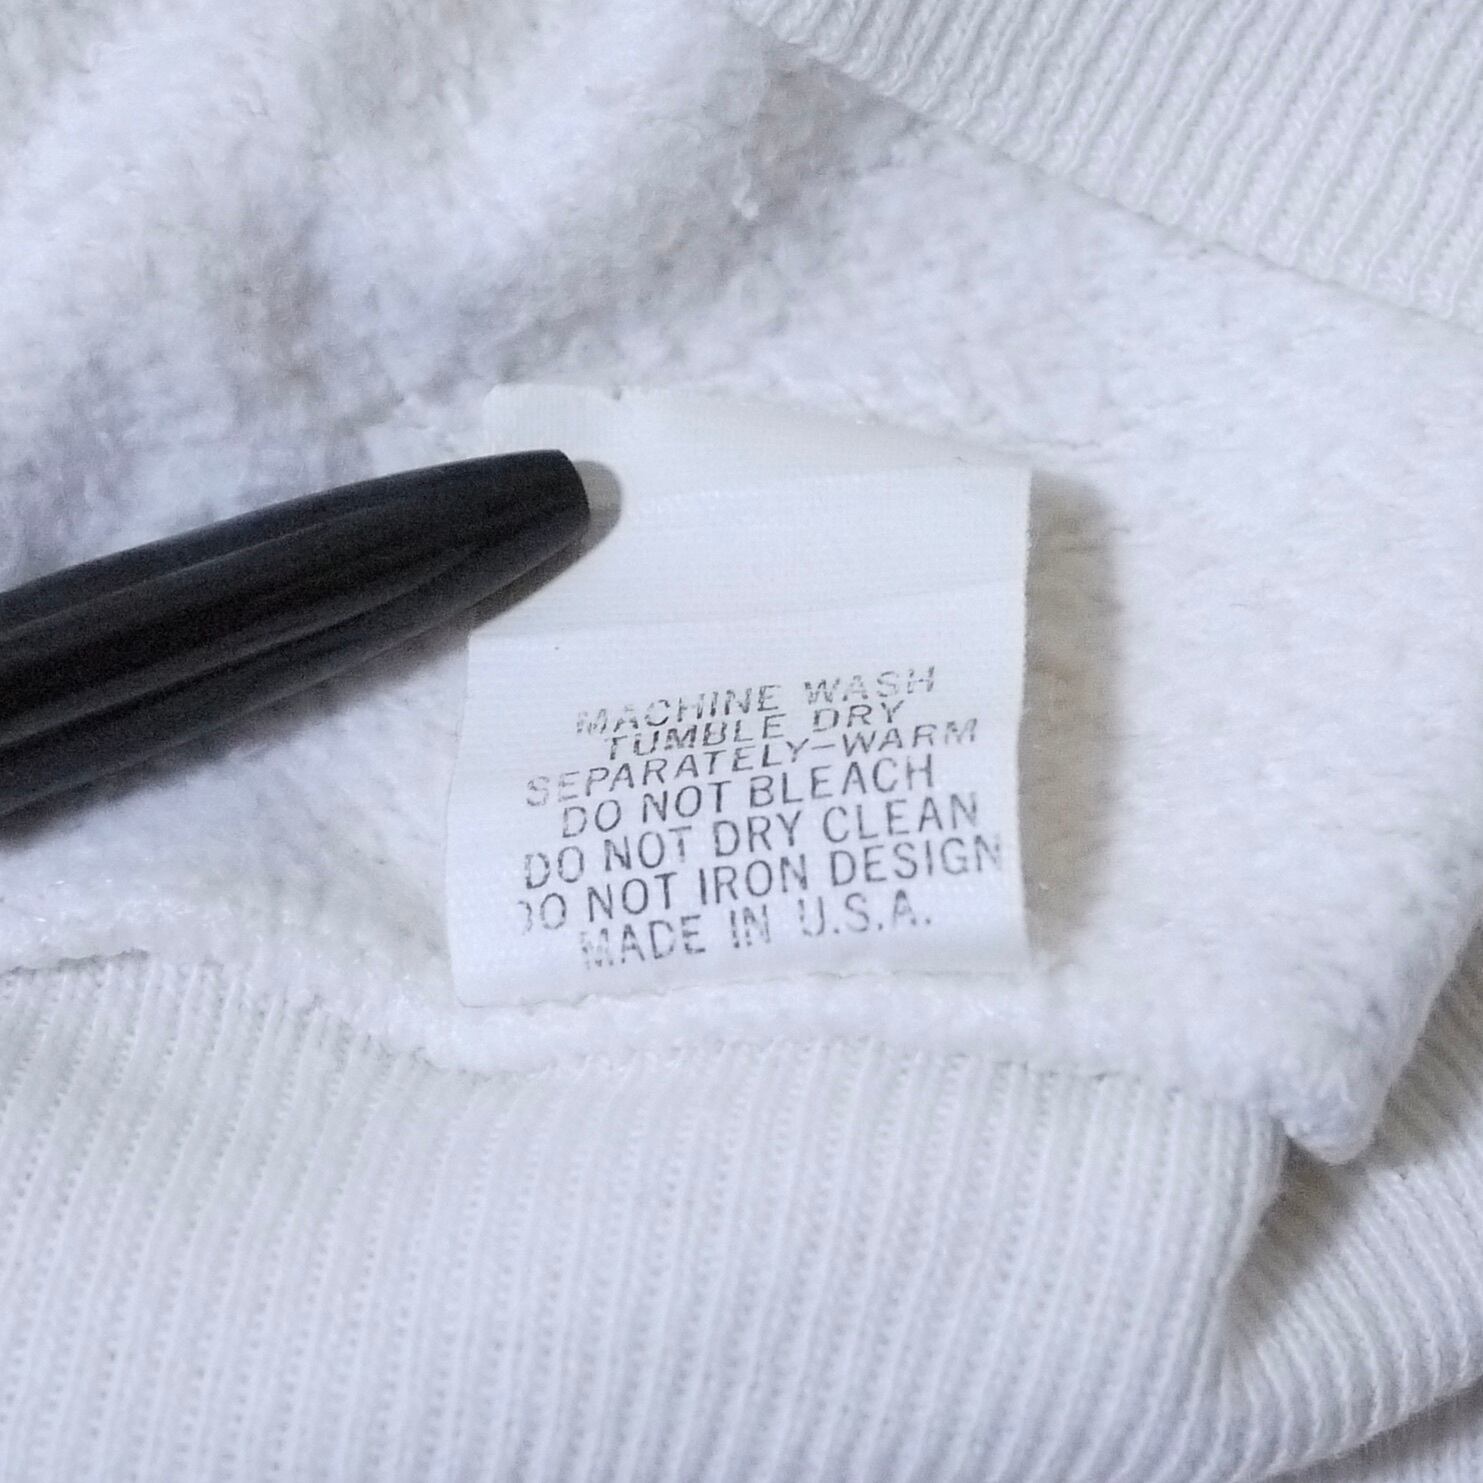 MACHINE WASH
TUMBLE DRY
SEPARATELY-WARM
DO NOT BLEACH
DO NOT DRY CLEAN
DO NOT IRON DESIGN
MADE IN U.S.A.